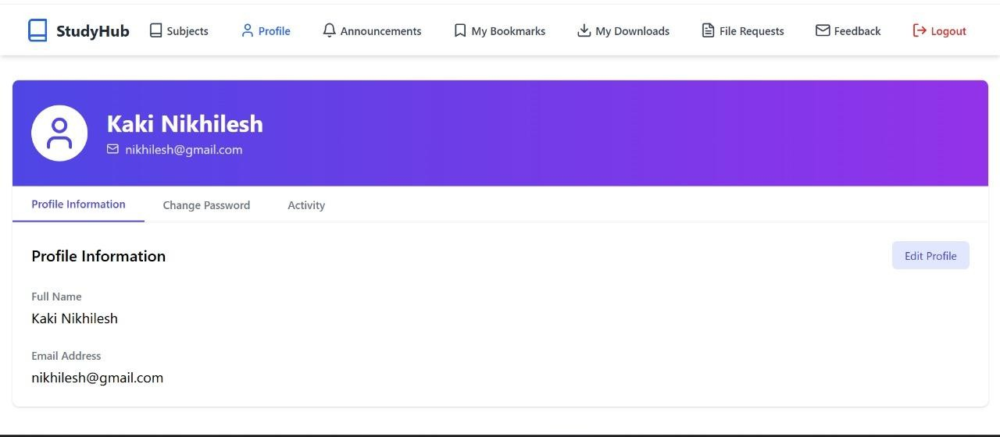 StudyHub Subjects Profile Announcements My Bookmarks My Downloads File Requests Feedback Logout
Kaki Nikhilesh
nikhilesh@gmail.com
Profile Information Change Password Activity
Profile Information Edit Profile
Full Name
Kaki Nikhilesh
Email Address
nikhilesh@gmail.com